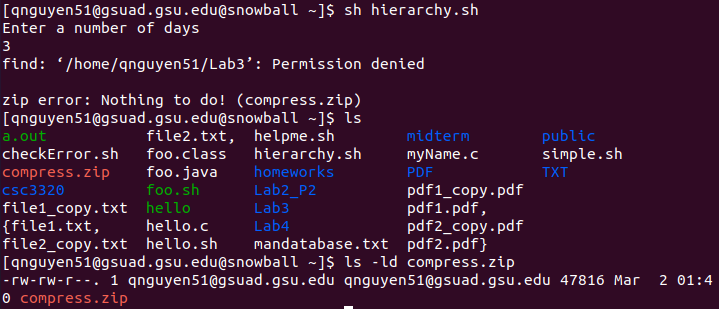 [qnguyen51@gsuad.gsu.edu@snowball ~]$ sh hierarchy.sh
Enter a number of days
3
find: ‘/home/qnguyen51/Lab3’: Permission denied

zip error: Nothing to do! (compress.zip)
[qnguyen51@gsuad.gsu.edu@snowball ~]$ ls
a.out           file2.txt,  helpme.sh        midterm        public
checkError.sh   foo.class   hierarchy.sh     myName.c       simple.sh
compress.zip    foo.java    homeworks        PDF            TXT
csc3320         foo.sh      Lab2_P2          pdf1_copy.pdf
file1_copy.txt  hello       Lab3             pdf1.pdf,
{file1.txt,     hello.c     Lab4             pdf2_copy.pdf
file2_copy.txt  hello.sh    mandatabase.txt  pdf2.pdf}
[qnguyen51@gsuad.gsu.edu@snowball ~]$ ls -ld compress.zip
-rw-rw-r--. 1 qnguyen51@gsuad.gsu.edu qnguyen51@gsuad.gsu.edu 47816 Mar  2 01:4
0 compress.zip